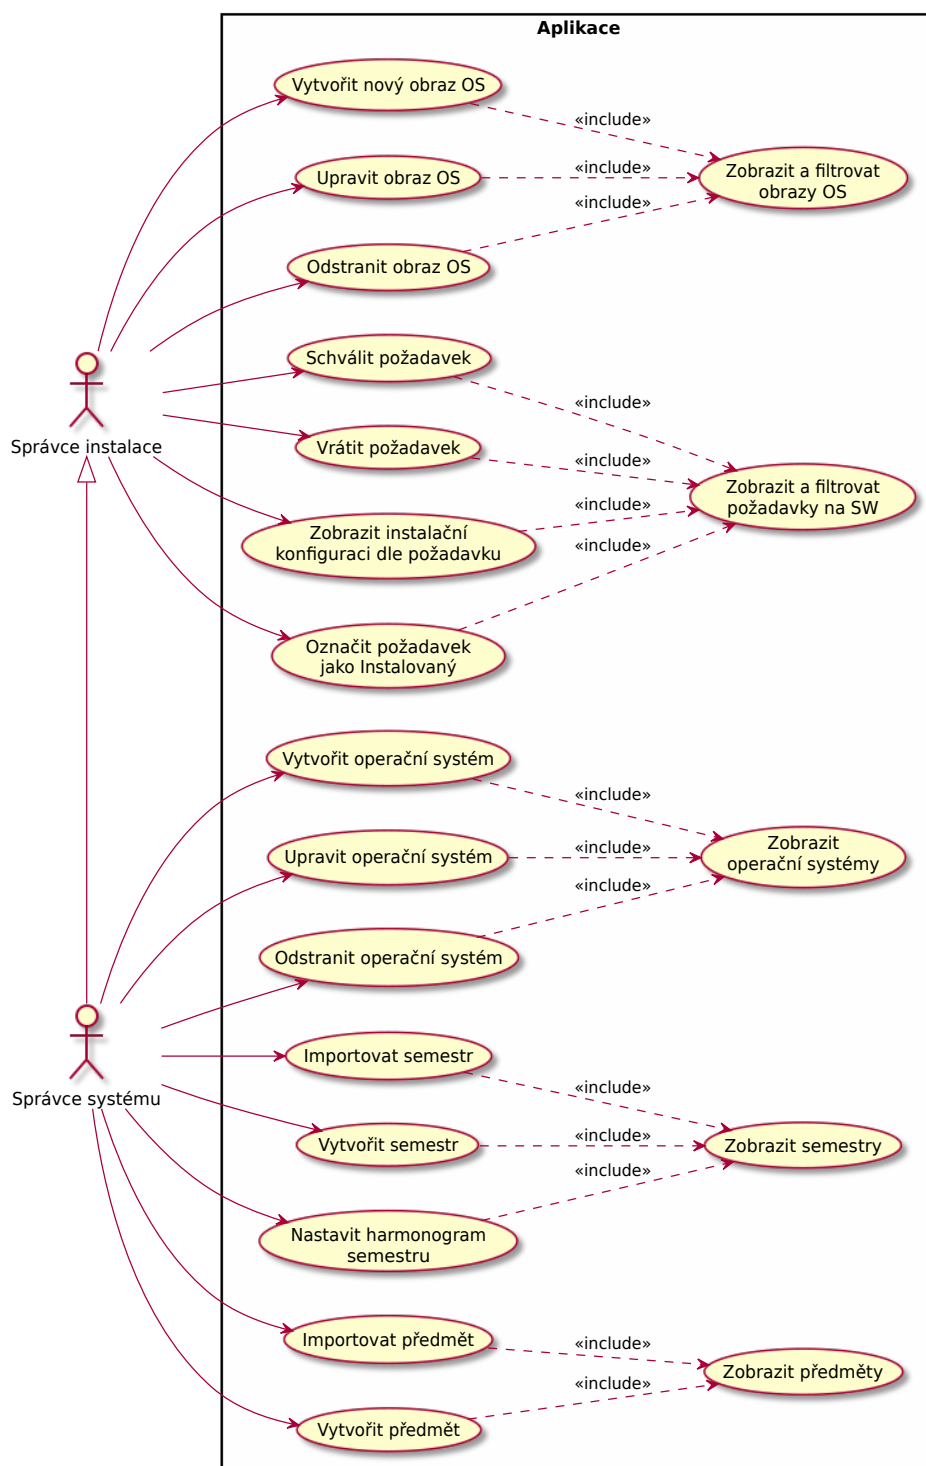 Aplikace
Vytvořit nový obraz OS
«include»
Upravit obraz OS
«include»
Zobrazit a filtrovat
obrazy OS
«include»
Odstranit obraz OS
Schválit požadavek
«include»
Správce instalace
Vrátit požadavek
«include»
Zobrazit a filtrovat
požadavky na SW
«include»
Zobrazit instalační
konfiguraci dle požadavku
«include»
Označit požadavek
jako Instalovaný
Vytvořit operační systém
«include»
Upravit operační systém
«include»
Zobrazit
operační systémy
«include»
Odstranit operační systém
Importovat semestr
«include»
Správce systému
Vytvořit semestr
«include»
Zobrazit semestry
«include»
Nastavit harmonogram
semestru
Importovat předmět
«include»
Zobrazit předměty
«include»
Vytvořit předmět